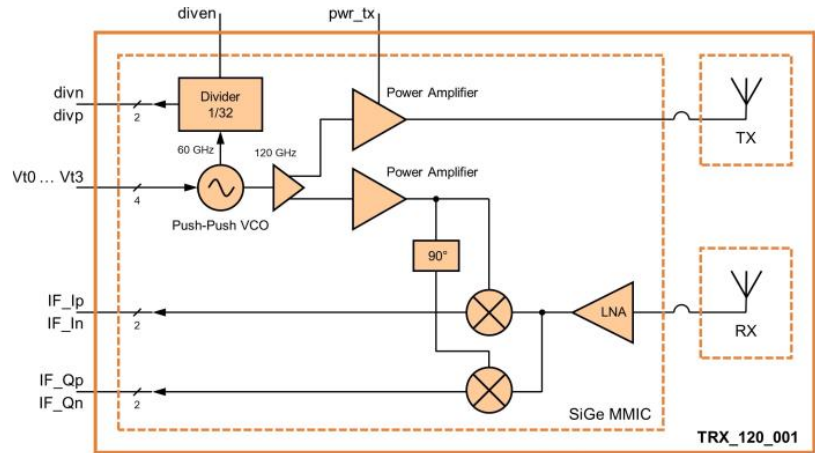 diven
pwr_tx
divn
divp
2
Divider
1/32
Power Amplifier
TX
60 GHz
120 GHz
Vt0 ... Vt3
4
Push-Push VCO
Power Amplifier
90°
IF_Ip
IF_In
2
LNA
RX
IF_Qp
IF_Qn
2
SiGe MMIC
TRX_120_001